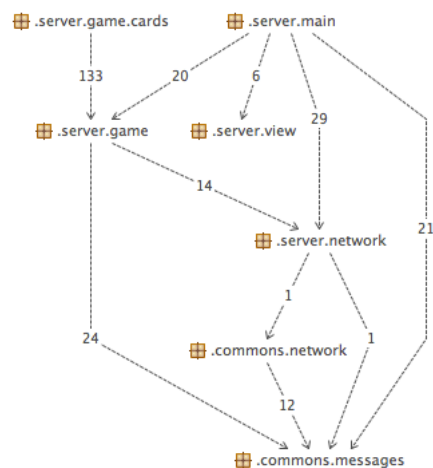 .server.game.cards
.server.main
133
20
6
.server.game
.server.view
29
14
21
.server.network
1
24
1
.commons.network
12
.commons.messages